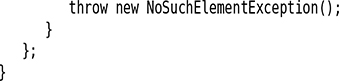 throw new NoSuchElementException();
      }
   };
}